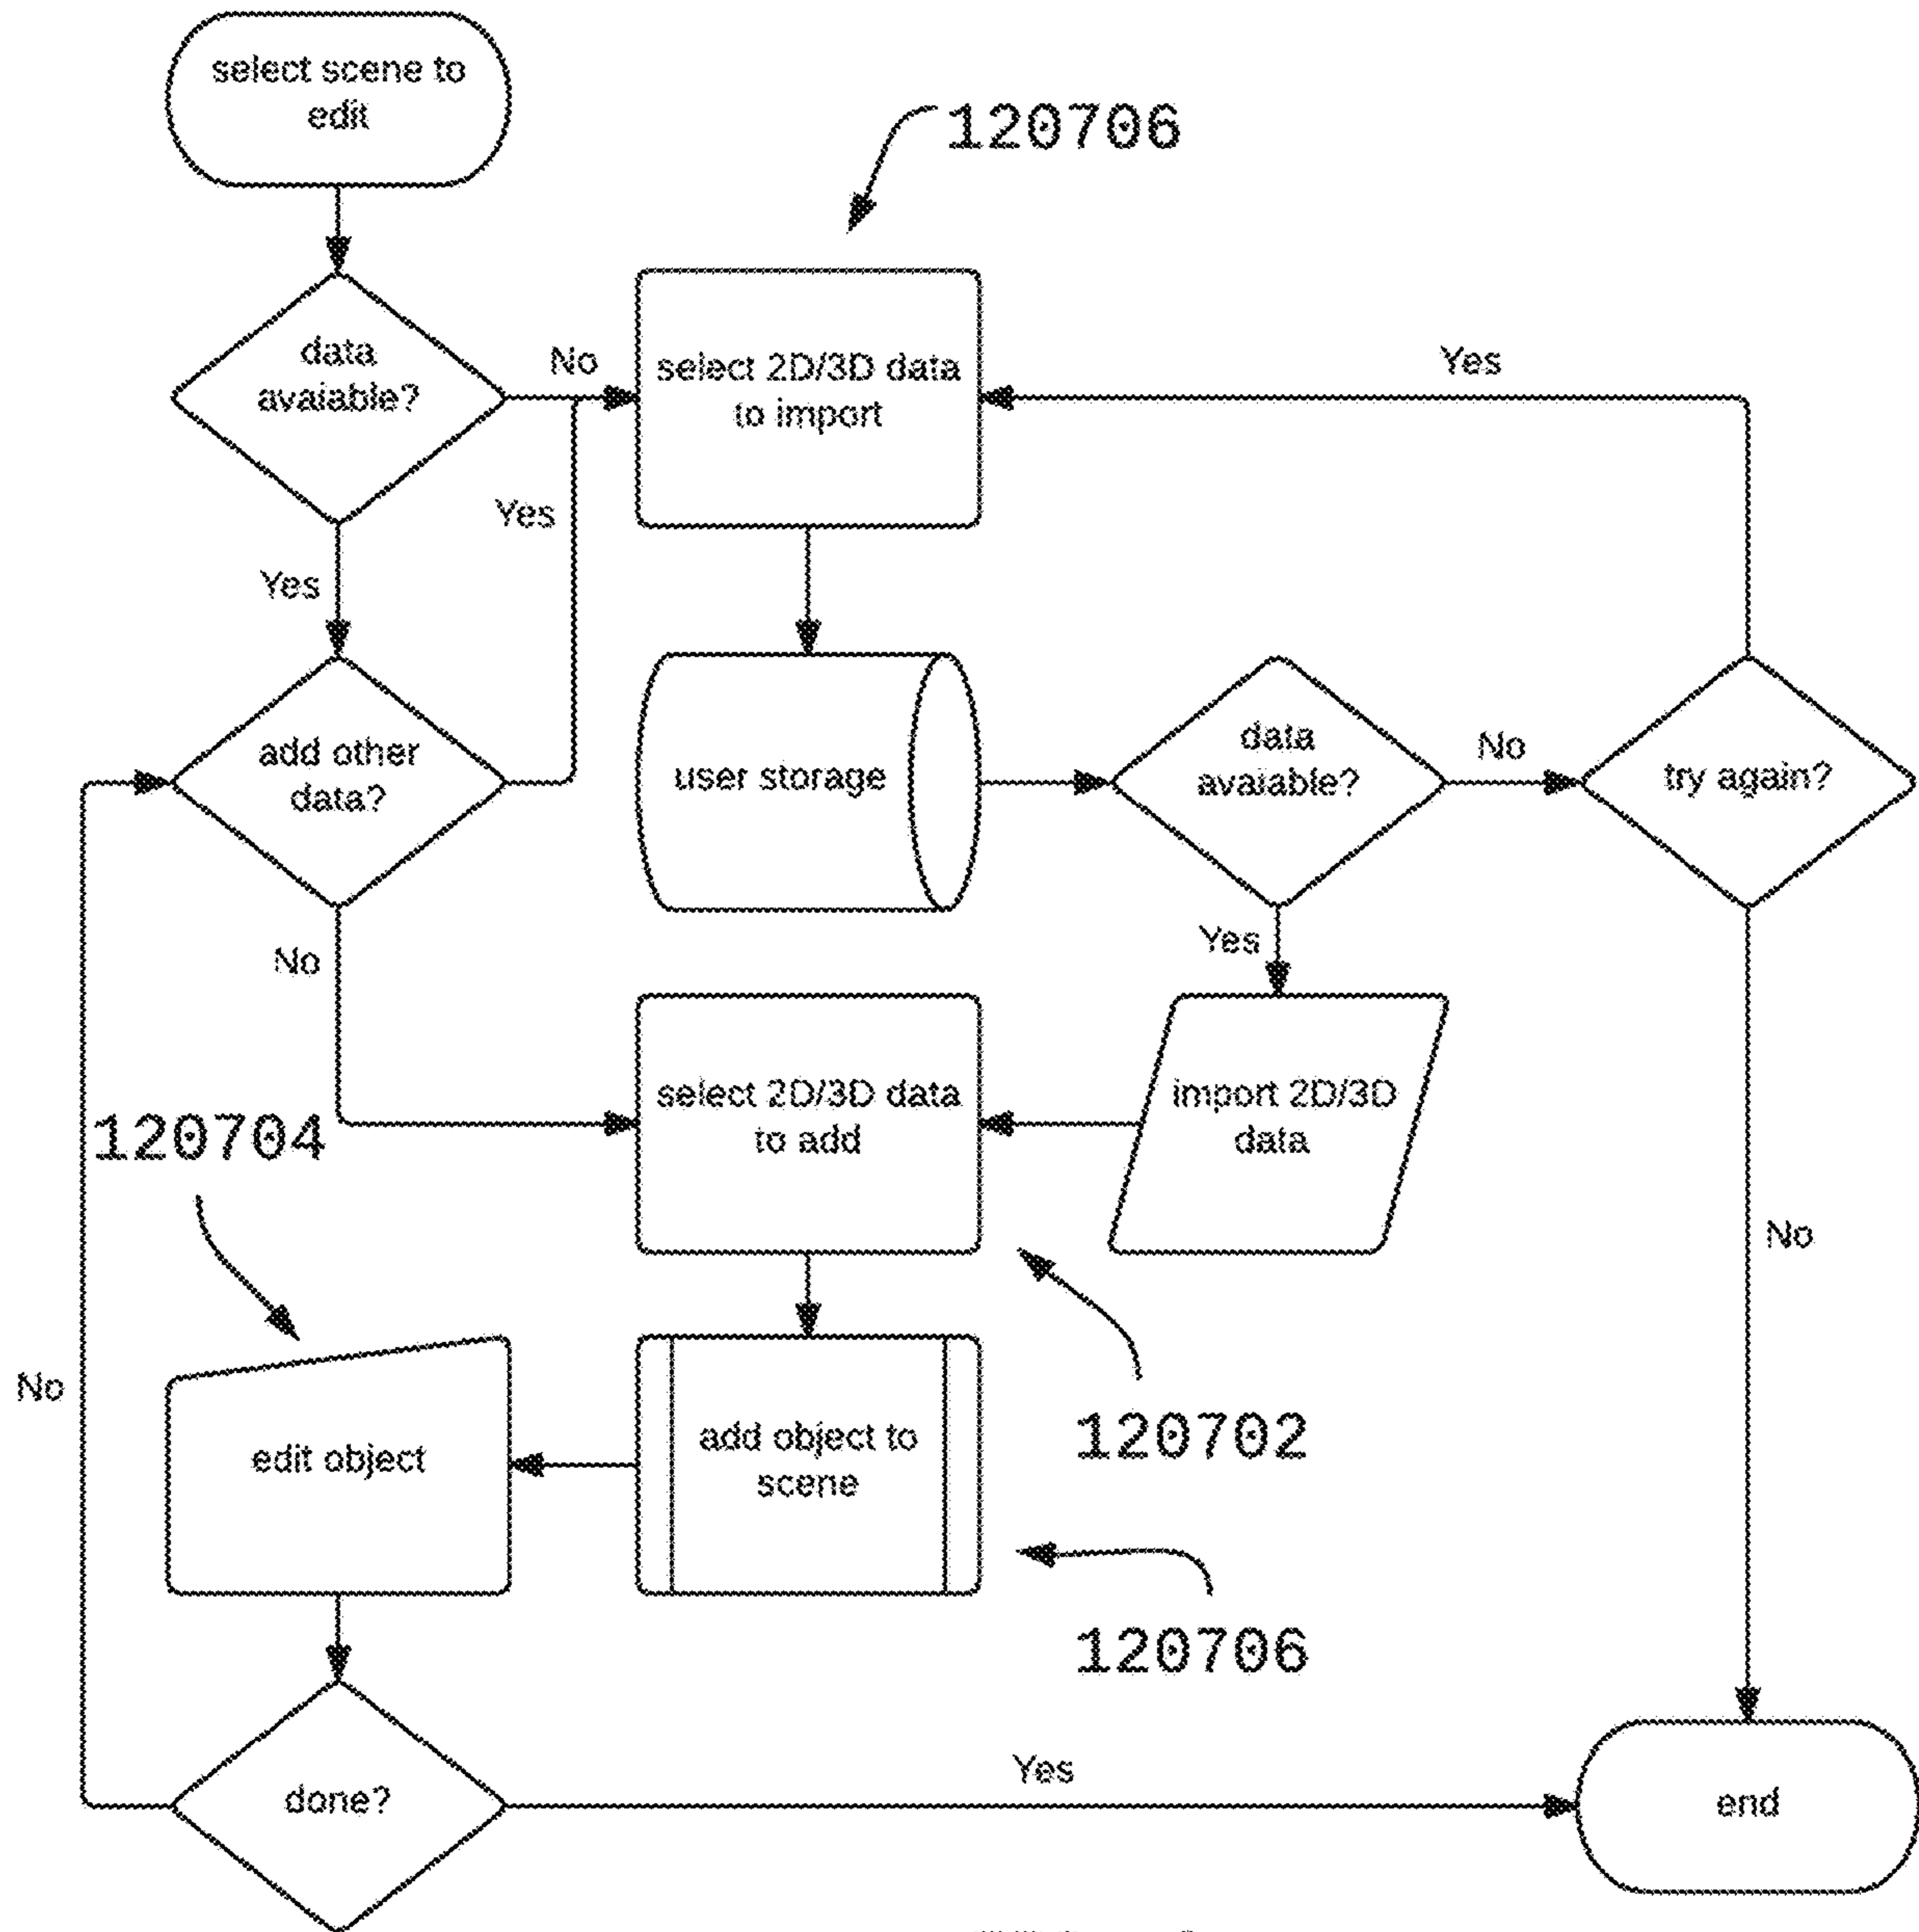 select scene to
edit
120706
data
avaiable?
No
select 2D/3D data
to import
Yes
Yes
Yes
add other
data?
user storage
data
avaiable?
No
try again?
No
Yes
120704
select 2D/3D data
to add
import 2D/3D
data
No
No
edit object
add object to
scene
120702
120706
done?
Yes
end